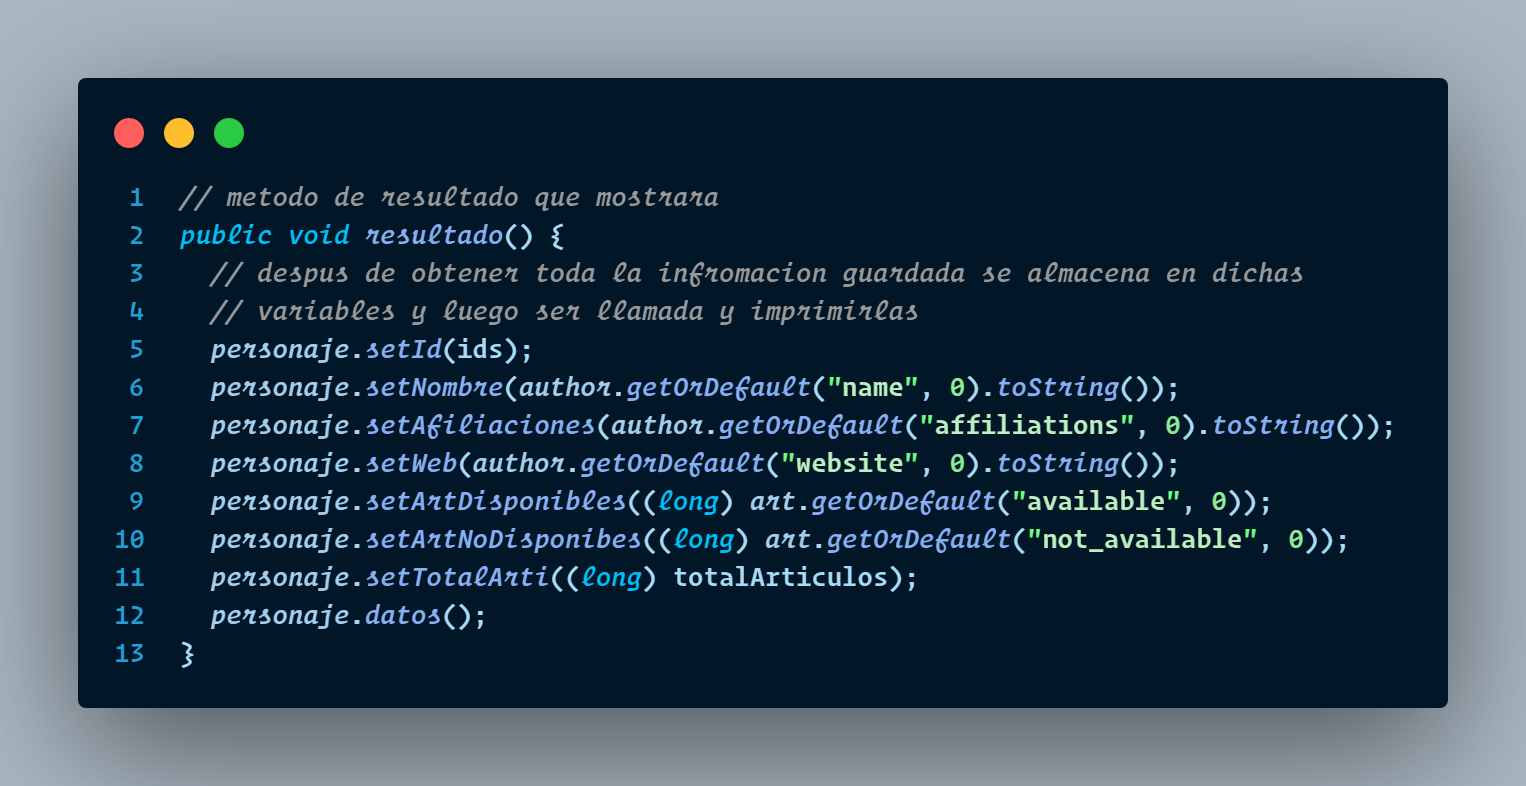 1 // metodo de resultado que mostrara
2 public void resultado() {
3 // despus de obtener toda la infromacion guardada se almacena en dichas
4 // variables y luego ser llamada y imprimirlas
5 personaje.setId(ids);
6 personaje.setNombre(author.getOrDefault("name", 0).toString());
7 personaje.setAfiliaciones(author.getOrDefault("affiliations", 0).toString());
8 personaje.setWeb(author.getOrDefault("website", 0).toString());
9 personaje.setArtDisponibles((long) art.getOrDefault("available", 0));
10 personaje.setArtNoDisponibes((long) art.getOrDefault("not_available", 0));
11 personaje.setTotalArti((long) totalArticulos);
12 personaje.datos();
13 }